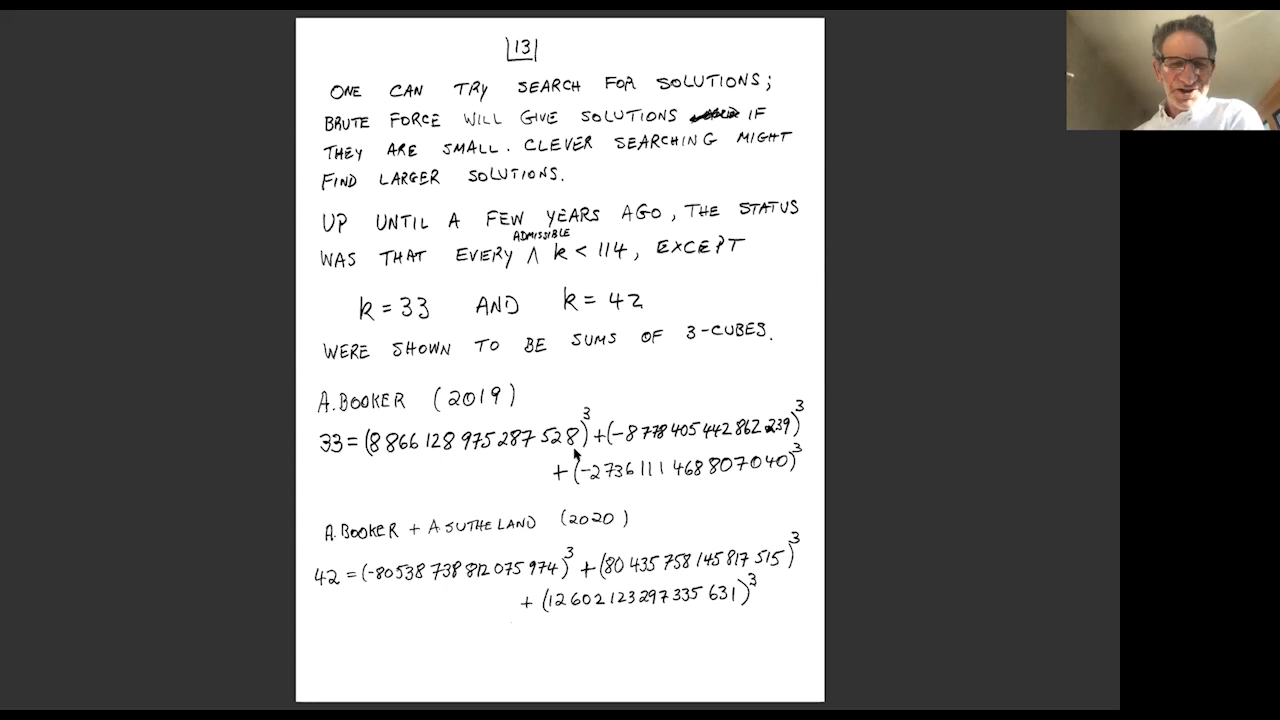 13
ONE CAN TRY SEARCH FOR SOLUTIONS;
BRUTE FORCE WILL GIVE SOLUTIONS IF
THEY ARE SMALL. CLEVER SEARCHING MIGHT
FIND LARGER SOLUTIONS.
UP UNTIL A FEW YEARS AGO, THE STATUS
ADMISSIBLE
WAS THAT EVERY ∧ k < 114, EXCEPT
k = 33 AND k = 42
WERE SHOWN TO BE SUMS OF 3-CUBES.
A. BOOKER (2019)
33 = (8 866 128 975 287 528)³ + (-8 778 405 442 862 239)³
+ (-2 736 111 468 807 040)³
A. BOOKER + A SUTHELAND (2020)
42 = (-80 538 738 812 075 974)³ + (80 435 758 145 817 515)³
+ (12 602 123 297 335 631)³